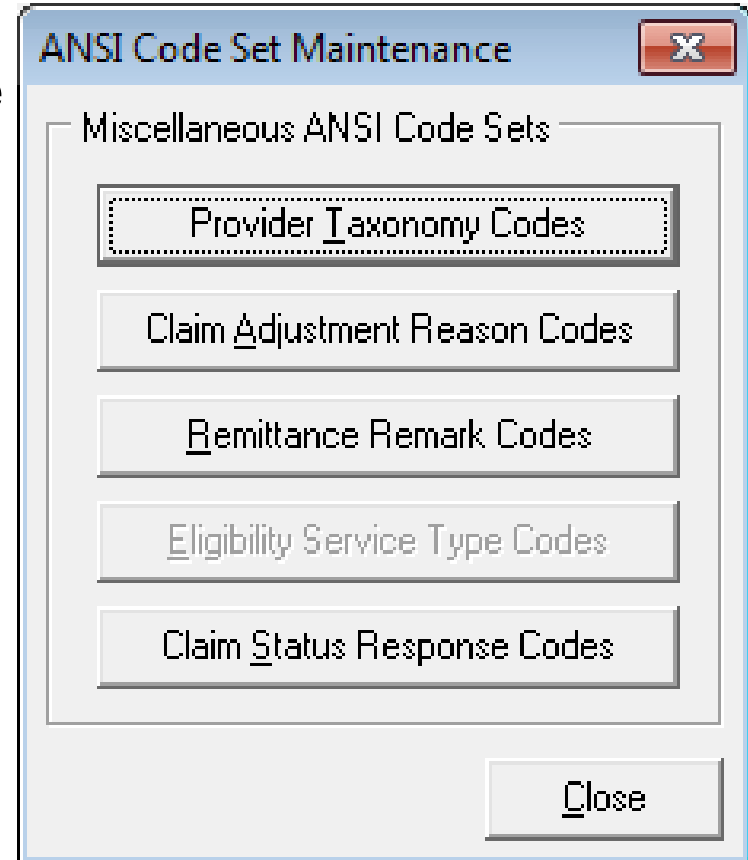 ANSI Code Set Maintenance
Miscellaneous ANSI Code Sets
Provider Taxonomy Codes
Claim Adjustment Reason Codes
Remittance Remark Codes
Eligibility Service Type Codes
Claim Status Response Codes
Close